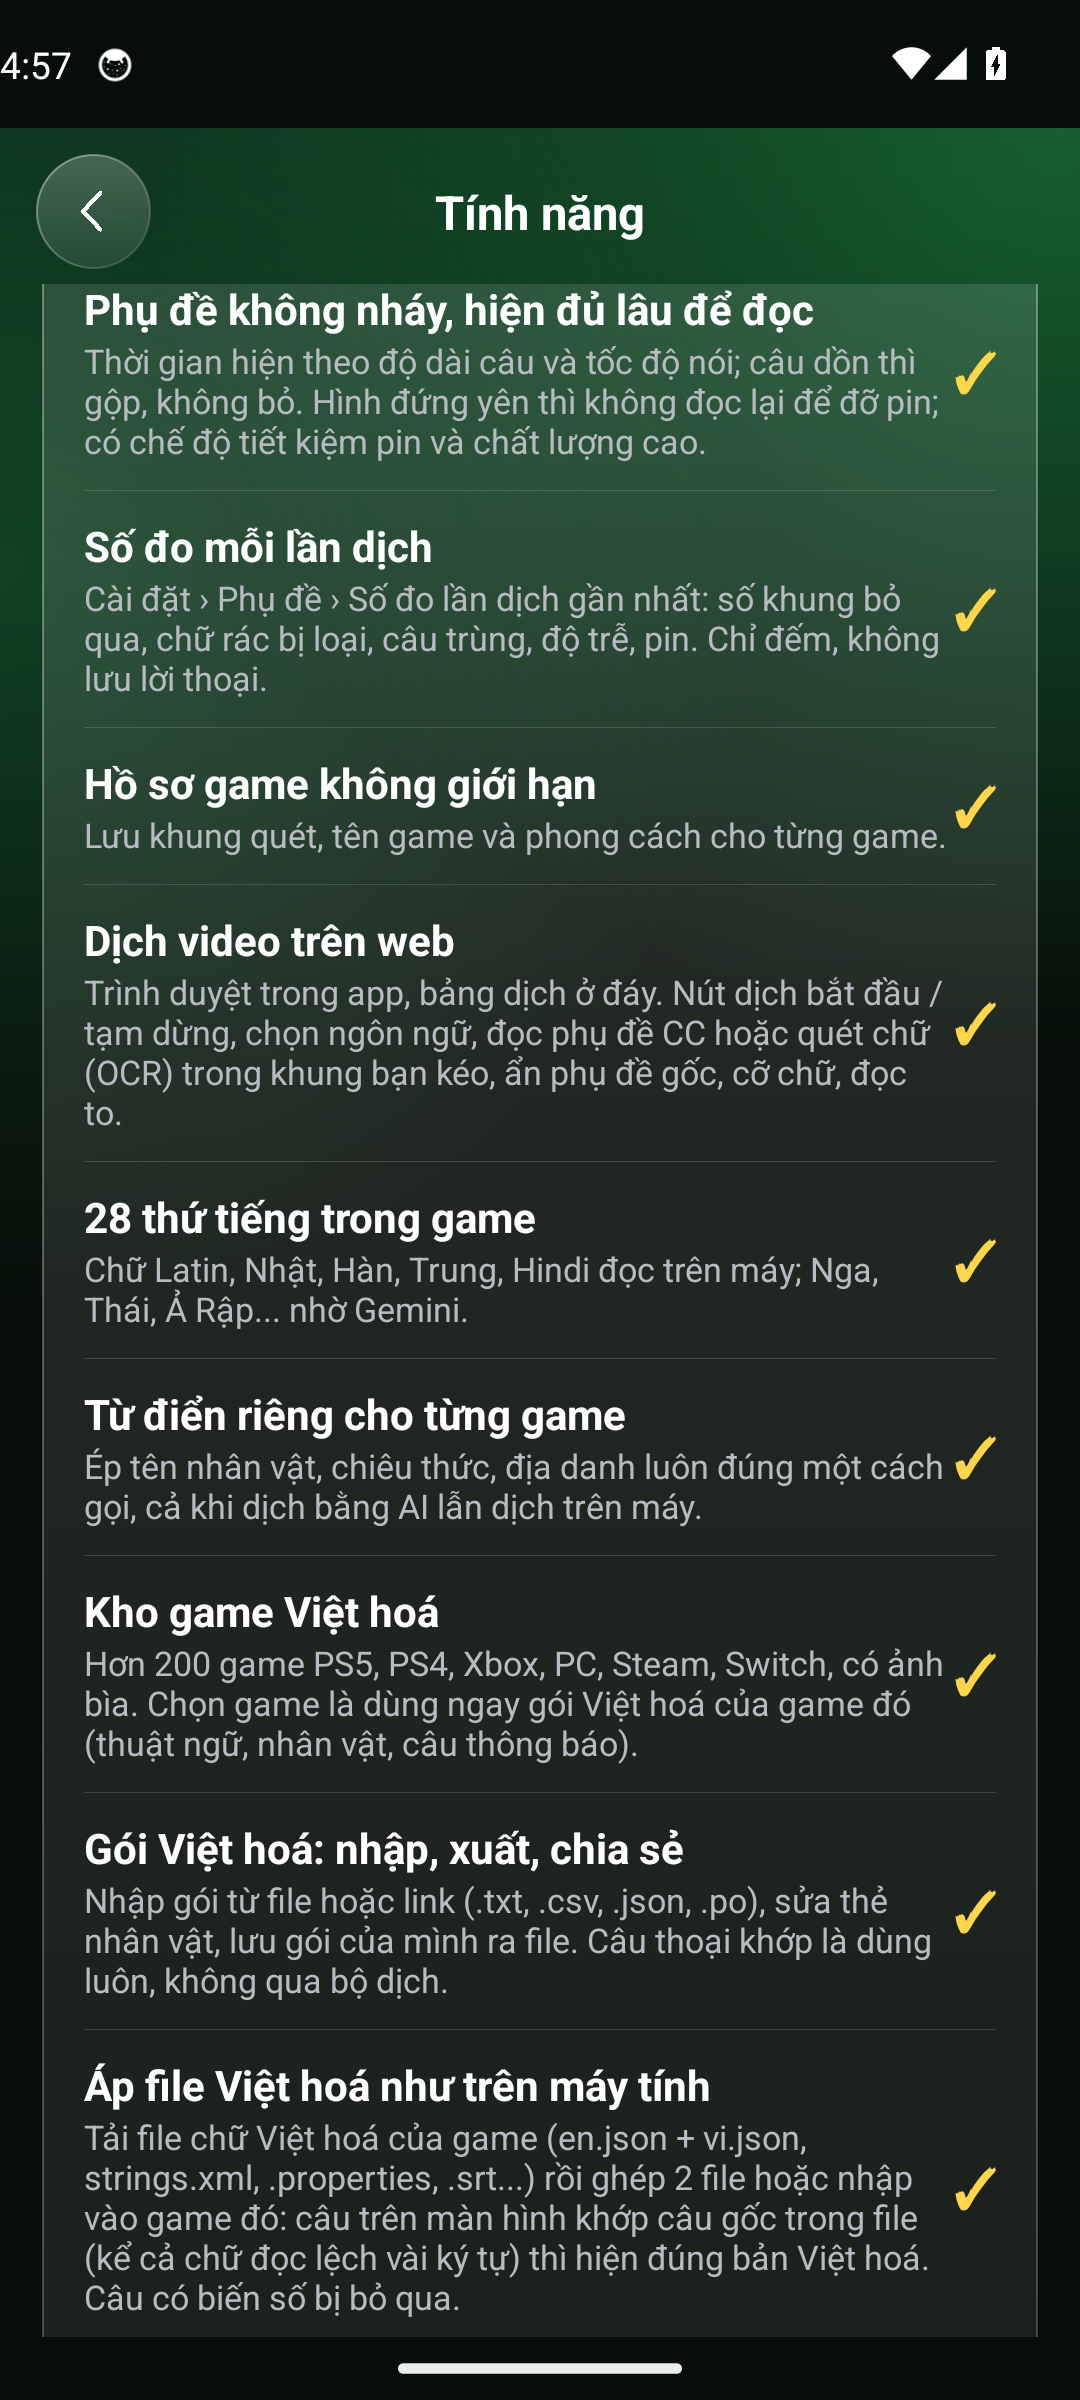 4:57
Tính năng
Phụ đề không nháy, hiện đủ lâu để đọc
Thời gian hiện theo độ dài câu và tốc độ nói; câu dồn thì
gộp, không bỏ. Hình đứng yên thì không đọc lại để đỡ pin;
có chế độ tiết kiệm pin và chất lượng cao.
✓
Số đo mỗi lần dịch
Cài đặt › Phụ đề › Số đo lần dịch gần nhất: số khung bỏ
qua, chữ rác bị loại, câu trùng, độ trễ, pin. Chỉ đếm, không
lưu lời thoại.
✓
Hồ sơ game không giới hạn
Lưu khung quét, tên game và phong cách cho từng game.
✓
Dịch video trên web
Trình duyệt trong app, bảng dịch ở đáy. Nút dịch bắt đầu /
tạm dừng, chọn ngôn ngữ, đọc phụ đề CC hoặc quét chữ
(OCR) trong khung bạn kéo, ẩn phụ đề gốc, cỡ chữ, đọc
to.
✓
28 thứ tiếng trong game
Chữ Latin, Nhật, Hàn, Trung, Hindi đọc trên máy; Nga,
Thái, Ả Rập... nhờ Gemini.
✓
Từ điển riêng cho từng game
Ép tên nhân vật, chiêu thức, địa danh luôn đúng một cách
gọi, cả khi dịch bằng AI lẫn dịch trên máy.
✓
Kho game Việt hoá
Hơn 200 game PS5, PS4, Xbox, PC, Steam, Switch, có ảnh
bìa. Chọn game là dùng ngay gói Việt hoá của game đó
(thuật ngữ, nhân vật, câu thông báo).
✓
Gói Việt hoá: nhập, xuất, chia sẻ
Nhập gói từ file hoặc link (.txt, .csv, .json, .po), sửa thẻ
nhân vật, lưu gói của mình ra file. Câu thoại khớp là dùng
luôn, không qua bộ dịch.
✓
Áp file Việt hoá như trên máy tính
Tải file chữ Việt hoá của game (en.json + vi.json,
strings.xml, .properties, .srt...) rồi ghép 2 file hoặc nhập
vào game đó: câu trên màn hình khớp câu gốc trong file
(kể cả chữ đọc lệch vài ký tự) thì hiện đúng bản Việt hoá.
Câu có biến số bị bỏ qua.
✓